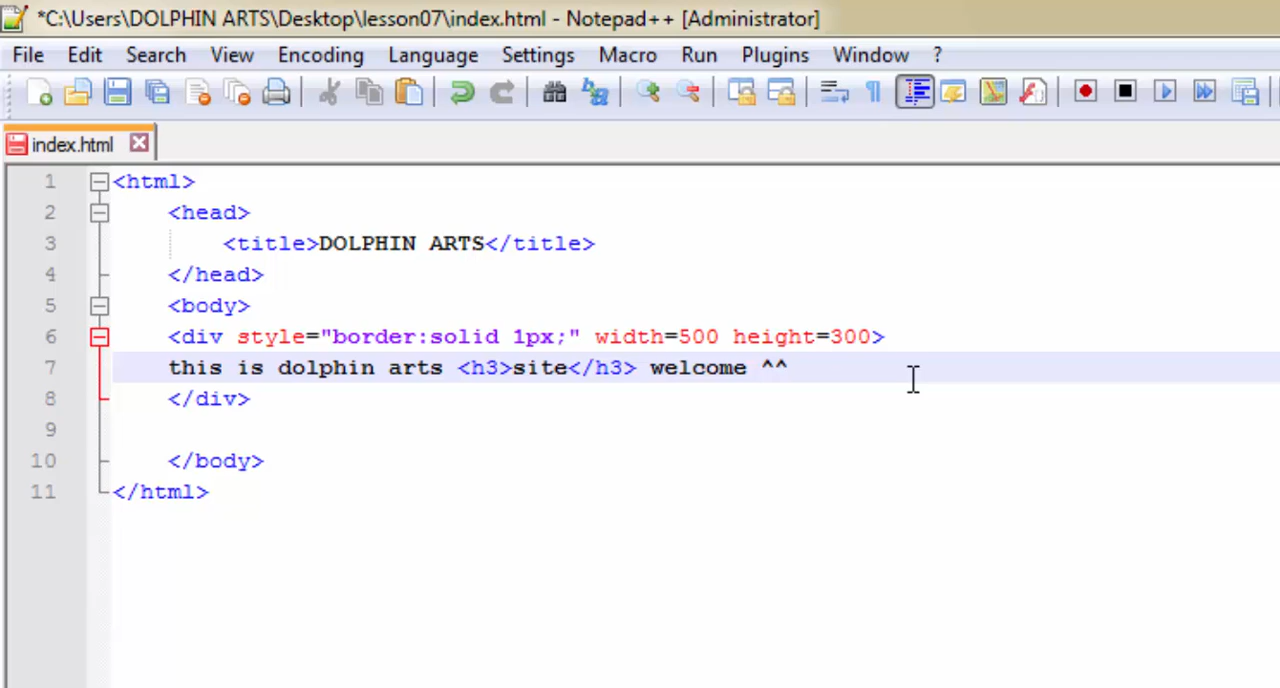 *C:\Users\DOLPHIN ARTS\Desktop\lesson07\index.html - Notepad++ [Administrator]
File Edit Search View Encoding Language Settings Macro Run Plugins Window ?
index.html
1 <html>
2 <head>
3 <title>DOLPHIN ARTS</title>
4 </head>
5 <body>
6 <div style="border:solid 1px;" width=500 height=300>
7 this is dolphin arts <h3>site</h3> welcome ^^
8 </div>
9
10 </body>
11 </html>